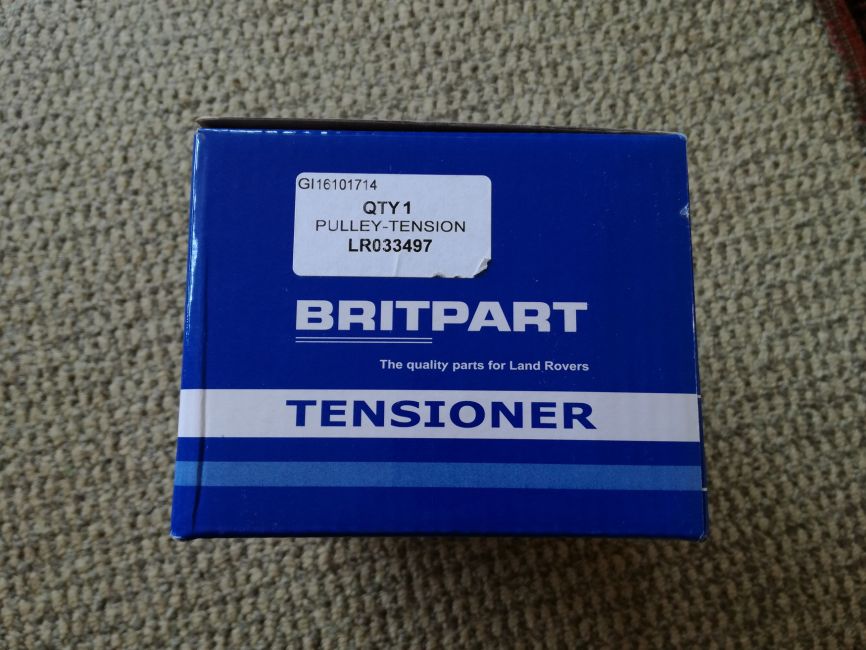 GI16101714
QTY 1
PULLEY-TENSION
LR033497
BRITPART
The quality parts for Land Rovers
TENSIONER